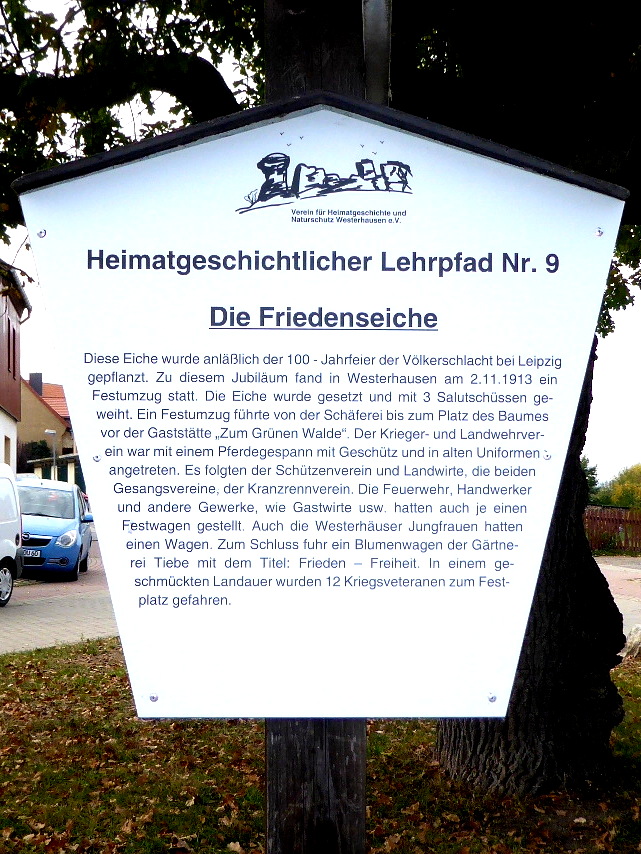 Verein für Heimatgeschichte und
Naturschutz Westerhausen e.V.
Heimatgeschichtlicher Lehrpfad Nr. 9
Die Friedenseiche
Diese Eiche wurde anläßlich der 100 - Jahrfeier der Völkerschlacht bei Leipzig
gepflanzt. Zu diesem Jubiläum fand in Westerhausen am 2.11.1913 ein
Festumzug statt. Die Eiche wurde gesetzt und mit 3 Salutschüssen ge-
weiht. Ein Festumzug führte von der Schäferei bis zum Platz des Baumes
vor der Gaststätte „Zum Grünen Walde“. Der Krieger- und Landwehrver-
ein war mit einem Pferdegespann mit Geschütz und in alten Uniformen
angetreten. Es folgten der Schützenverein und Landwirte, die beiden
Gesangsvereine, der Kranzrennverein. Die Feuerwehr, Handwerker
und andere Gewerke, wie Gastwirte usw. hatten auch je einen
Festwagen gestellt. Auch die Westerhäuser Jungfrauen hatten
einen Wagen. Zum Schluss fuhr ein Blumenwagen der Gärtne-
rei Tiebe mit dem Titel: Frieden – Freiheit. In einem ge-
schmückten Landauer wurden 12 Kriegsveteranen zum Fest-
platz gefahren.